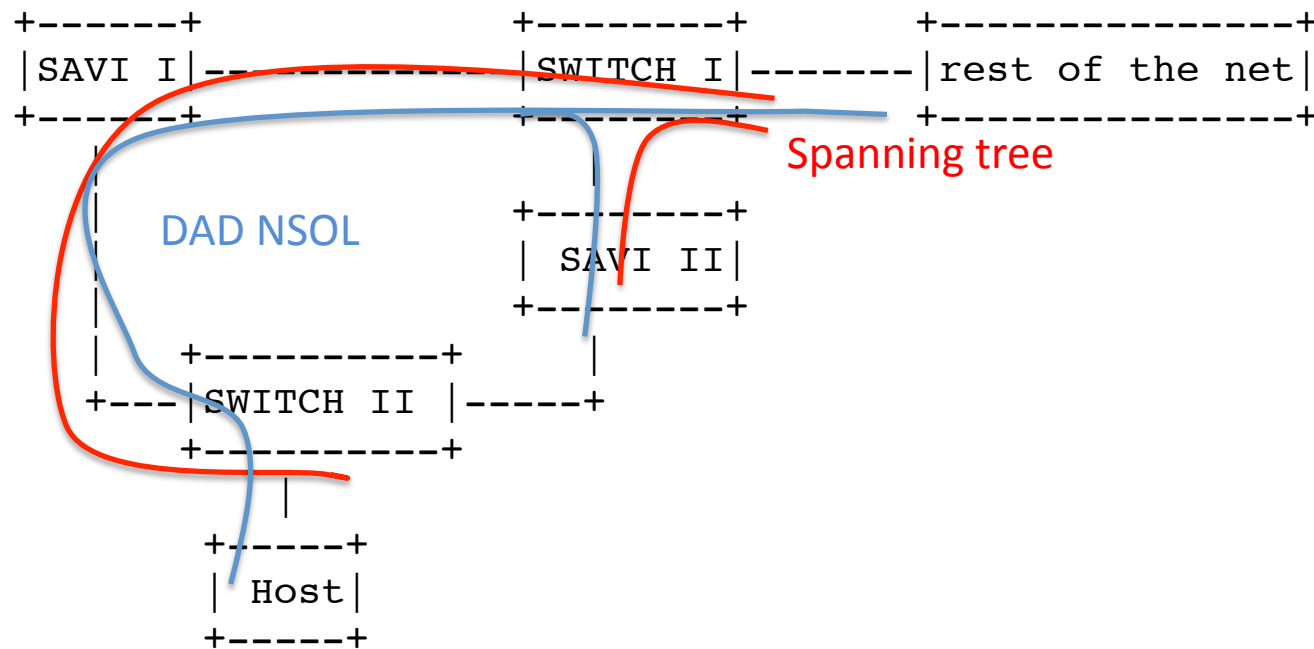 SAVI I
SWITCH I
rest of the net
Spanning tree
DAD NSOL
SAVI II
SWITCH II
Host